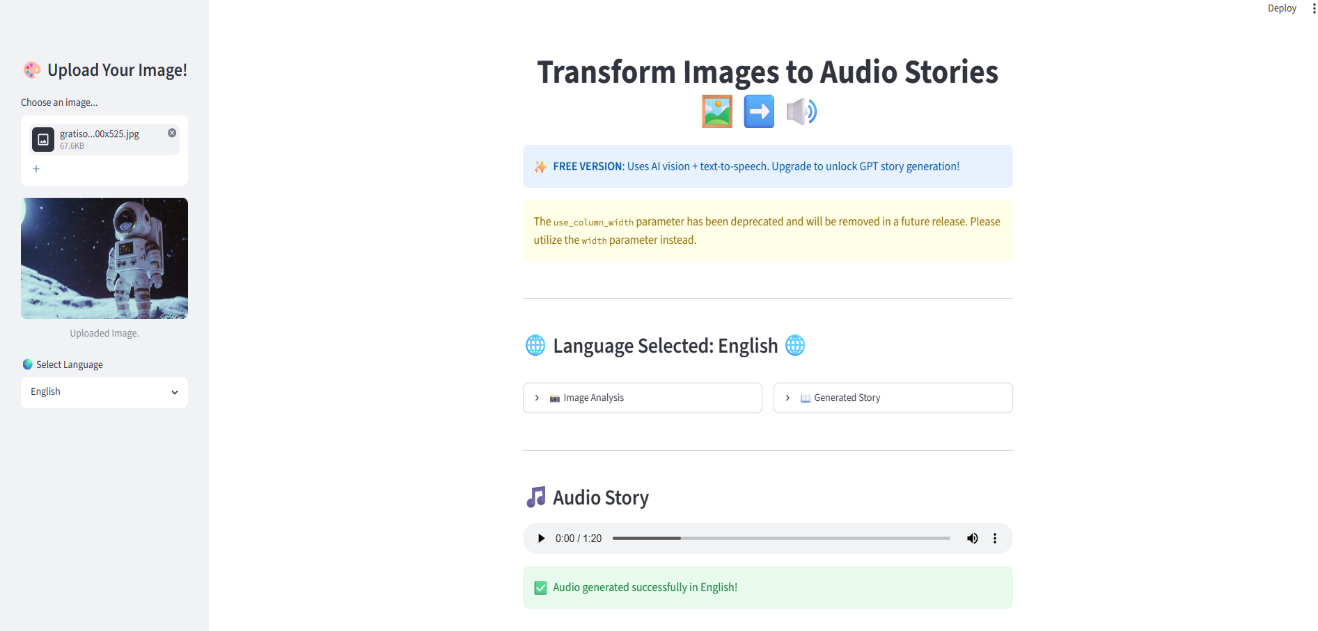 Deploy
🎨 Upload Your Image!
Choose an image...
gratiso...00x525.jpg
67.6KB
+
Uploaded Image.
Select Language
English
Transform Images to Audio Stories
🖼️ ➡️ 🔊
✨ FREE VERSION: Uses AI vision + text-to-speech. Upgrade to unlock GPT story generation!
The use_column_width parameter has been deprecated and will be removed in a future release. Please
utilize the width parameter instead.
🌐 Language Selected: English 🌐
📸 Image Analysis
📖 Generated Story
🎵 Audio Story
0:00 / 1:20
✅ Audio generated successfully in English!